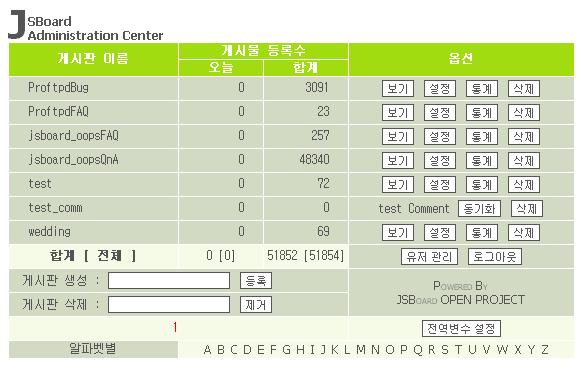 JSBoard
Administration Center
게시판 이름 게시물 등록수 옵션
오늘 합계
ProftpdBug 0 3091 보기 설정 통계 삭제
ProftpdFAQ 0 23 보기 설정 통계 삭제
jsboard_oopsFAQ 0 257 보기 설정 통계 삭제
jsboard_oopsQnA 0 48340 보기 설정 통계 삭제
test 0 72 보기 설정 통계 삭제
test_comm 0 0 test Comment 동기화 삭제
wedding 0 69 보기 설정 통계 삭제
합계 [ 전체 ] 0 [0] 51852 [51854] 유저 관리 로그아웃
게시판 생성 : 등록
POWERED BY
JSBOARD OPEN PROJECT
게시판 삭제 : 제거
1 전역변수 설정
알파벳별 A B C D E F G H I J K L M N O P Q R S T U V W X Y Z